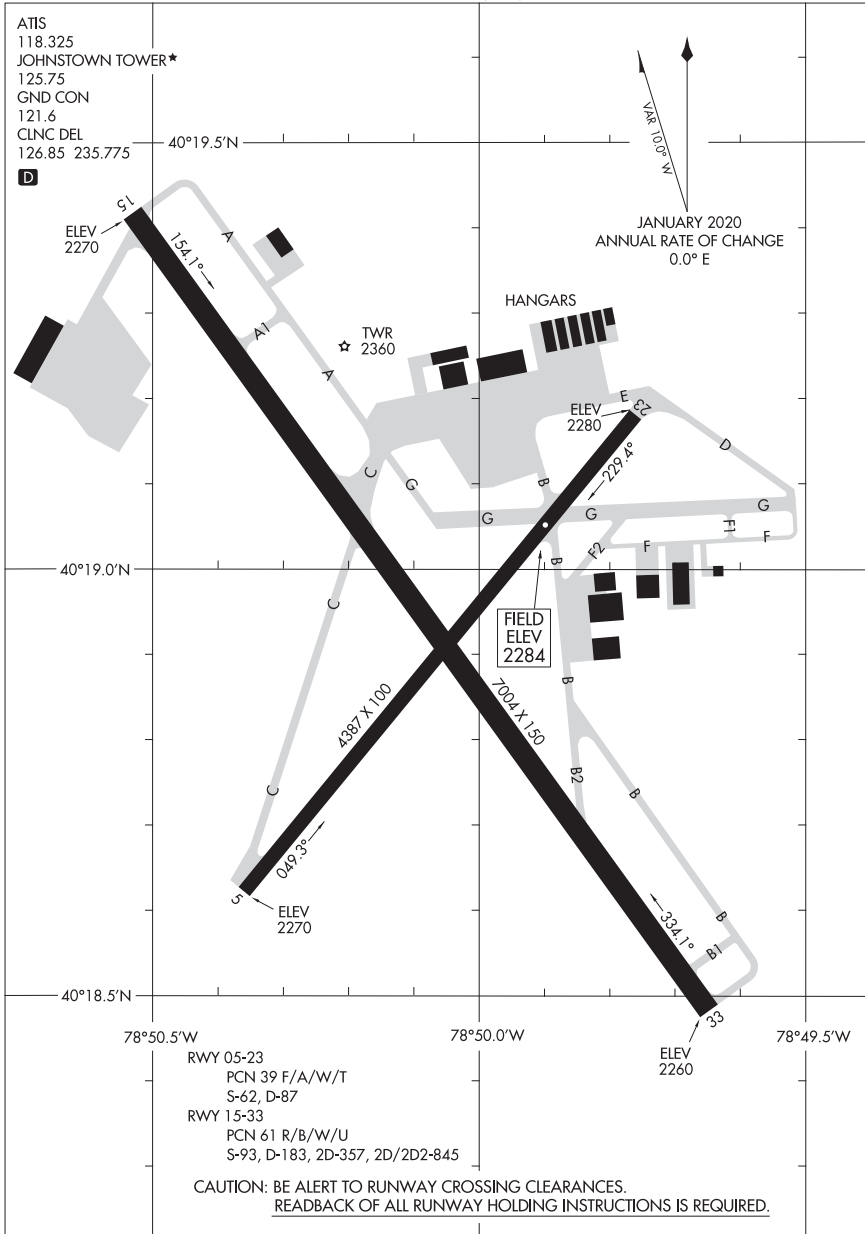 ATIS
118.325
JOHNSTOWN TOWER★
125.75
GND CON
121.6
CLNC DEL
126.85 235.775
D
40°19.5'N
VAR 10.0° W
JANUARY 2020
ANNUAL RATE OF CHANGE
0.0° E
15
ELEV
2270
154.1°
A
A1
A
TWR
2360
HANGARS
ELEV
2280
E
23
229.4°
D
C
G
B
G
G
G
F1
F
F
F2
B
40°19.0'N
C
FIELD
ELEV
2284
B
4387 X 100
7004 X 150
B2
B
C
049.3°
5
ELEV
2270
334.1°
B
B1
33
40°18.5'N
78°50.5'W
78°50.0'W
78°49.5'W
ELEV
2260
RWY 05-23
PCN 39 F/A/W/T
S-62, D-87
RWY 15-33
PCN 61 R/B/W/U
S-93, D-183, 2D-357, 2D/2D2-845
CAUTION: BE ALERT TO RUNWAY CROSSING CLEARANCES.
READBACK OF ALL RUNWAY HOLDING INSTRUCTIONS IS REQUIRED.